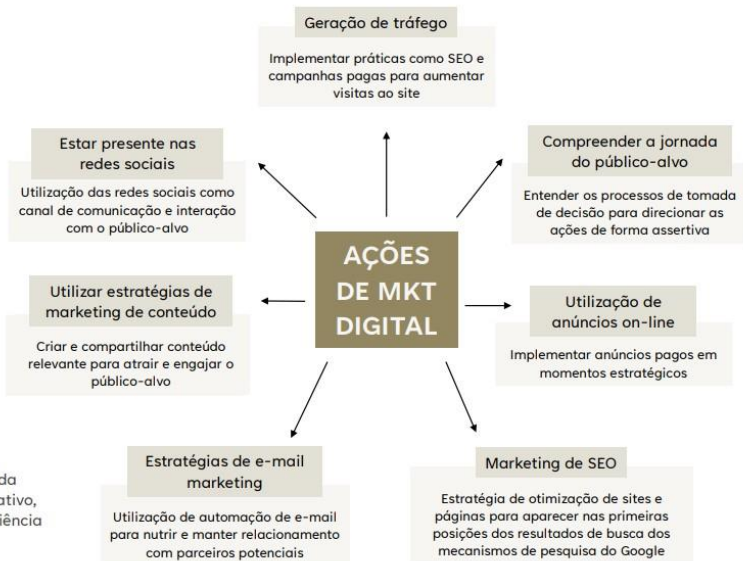 Geração de tráfego
Implementar práticas como SEO e
campanhas pagas para aumentar
visitas ao site
Estar presente nas
redes sociais
Utilização das redes sociais como
canal de comunicação e interação
com o público-alvo
Compreender a jornada
do público-alvo
Entender os processos de tomada
de decisão para direcionar as
ações de forma assertiva
AÇÕES
DE MKT
DIGITAL
Utilizar estratégias de
marketing de conteúdo
Criar e compartilhar conteúdo
relevante para atrair e engajar o
público-alvo
Utilização de
anúncios on-line
Implementar anúncios pagos em
momentos estratégicos
Estratégias de e-mail
marketing
Utilização de automação de e-mail
para nutrir e manter relacionamento
com parceiros potenciais
Marketing de SEO
Estratégia de otimização de sites e
páginas para aparecer nas primeiras
posições dos resultados de busca dos
mecanismos de pesquisa do Google